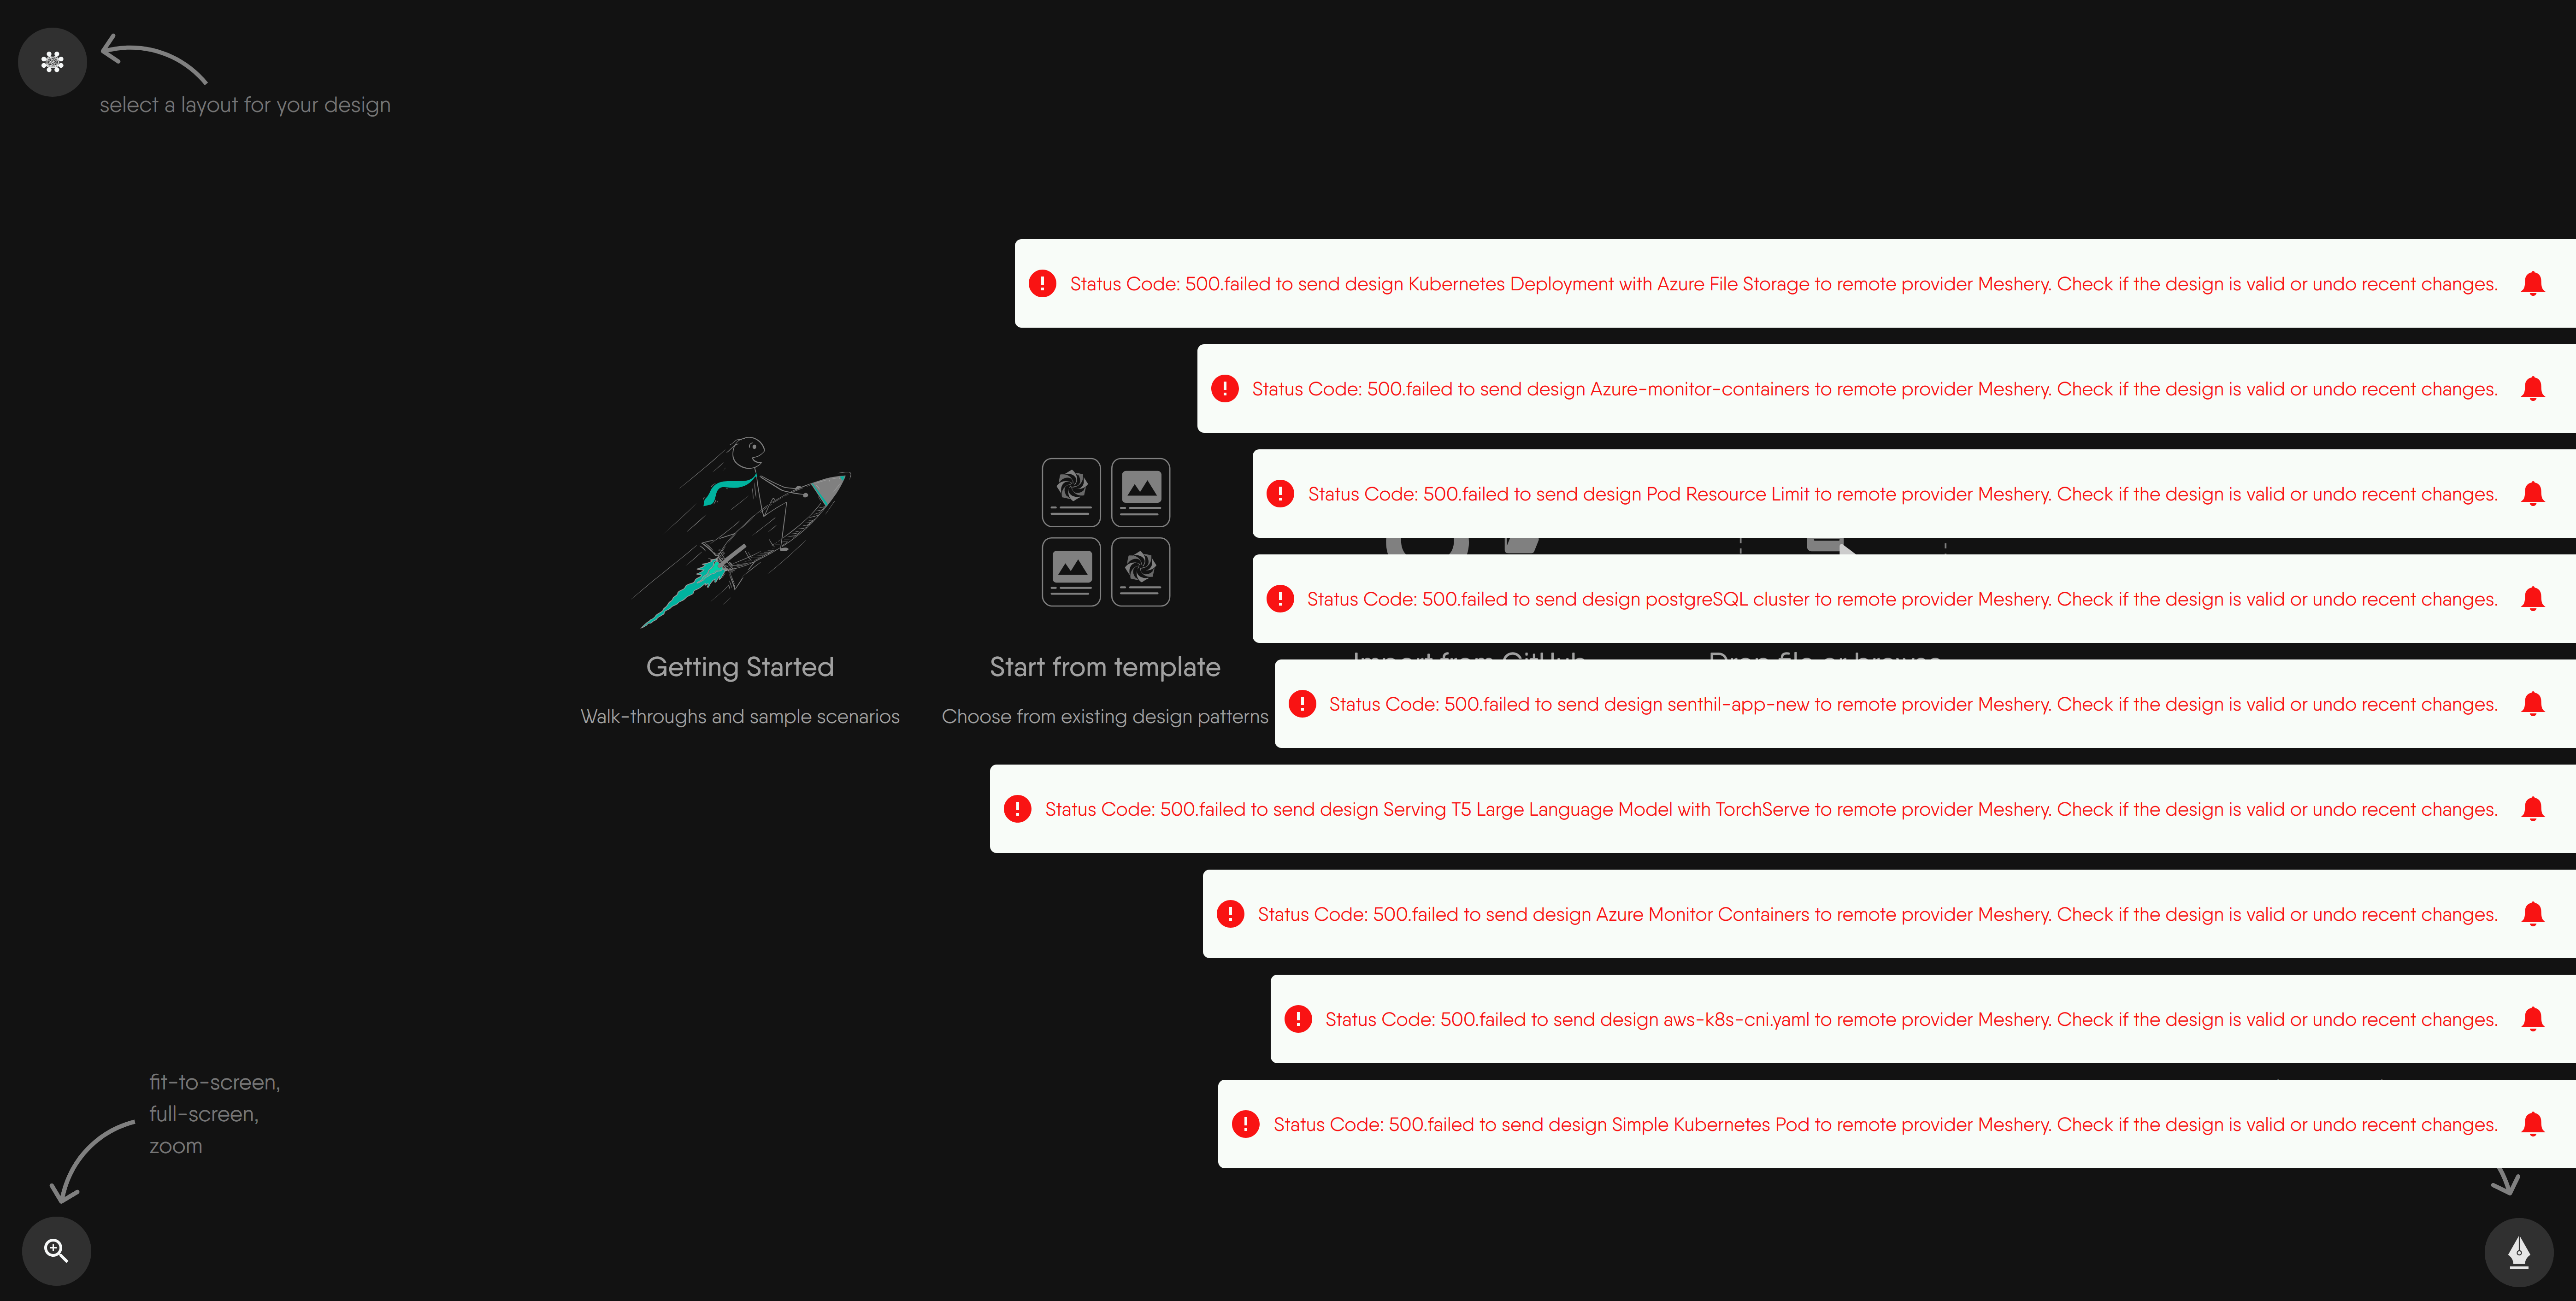 select a layout for your design
Status Code: 500.failed to send design Kubernetes Deployment with Azure File Storage to remote provider Meshery. Check if the design is valid or undo recent changes.
Status Code: 500.failed to send design Azure-monitor-containers to remote provider Meshery. Check if the design is valid or undo recent changes.
Status Code: 500.failed to send design Pod Resource Limit to remote provider Meshery. Check if the design is valid or undo recent changes.
Status Code: 500.failed to send design postgreSQL cluster to remote provider Meshery. Check if the design is valid or undo recent changes.
Getting Started
Start from template
Import from GitHub
Drop file or browse
Walk-throughs and sample scenarios
Choose from existing design patterns
Status Code: 500.failed to send design senthil-app-new to remote provider Meshery. Check if the design is valid or undo recent changes.
Status Code: 500.failed to send design Serving T5 Large Language Model with TorchServe to remote provider Meshery. Check if the design is valid or undo recent changes.
Status Code: 500.failed to send design Azure Monitor Containers to remote provider Meshery. Check if the design is valid or undo recent changes.
Status Code: 500.failed to send design aws-k8s-cni.yaml to remote provider Meshery. Check if the design is valid or undo recent changes.
Status Code: 500.failed to send design Simple Kubernetes Pod to remote provider Meshery. Check if the design is valid or undo recent changes.
fit-to-screen,
full-screen,
zoom